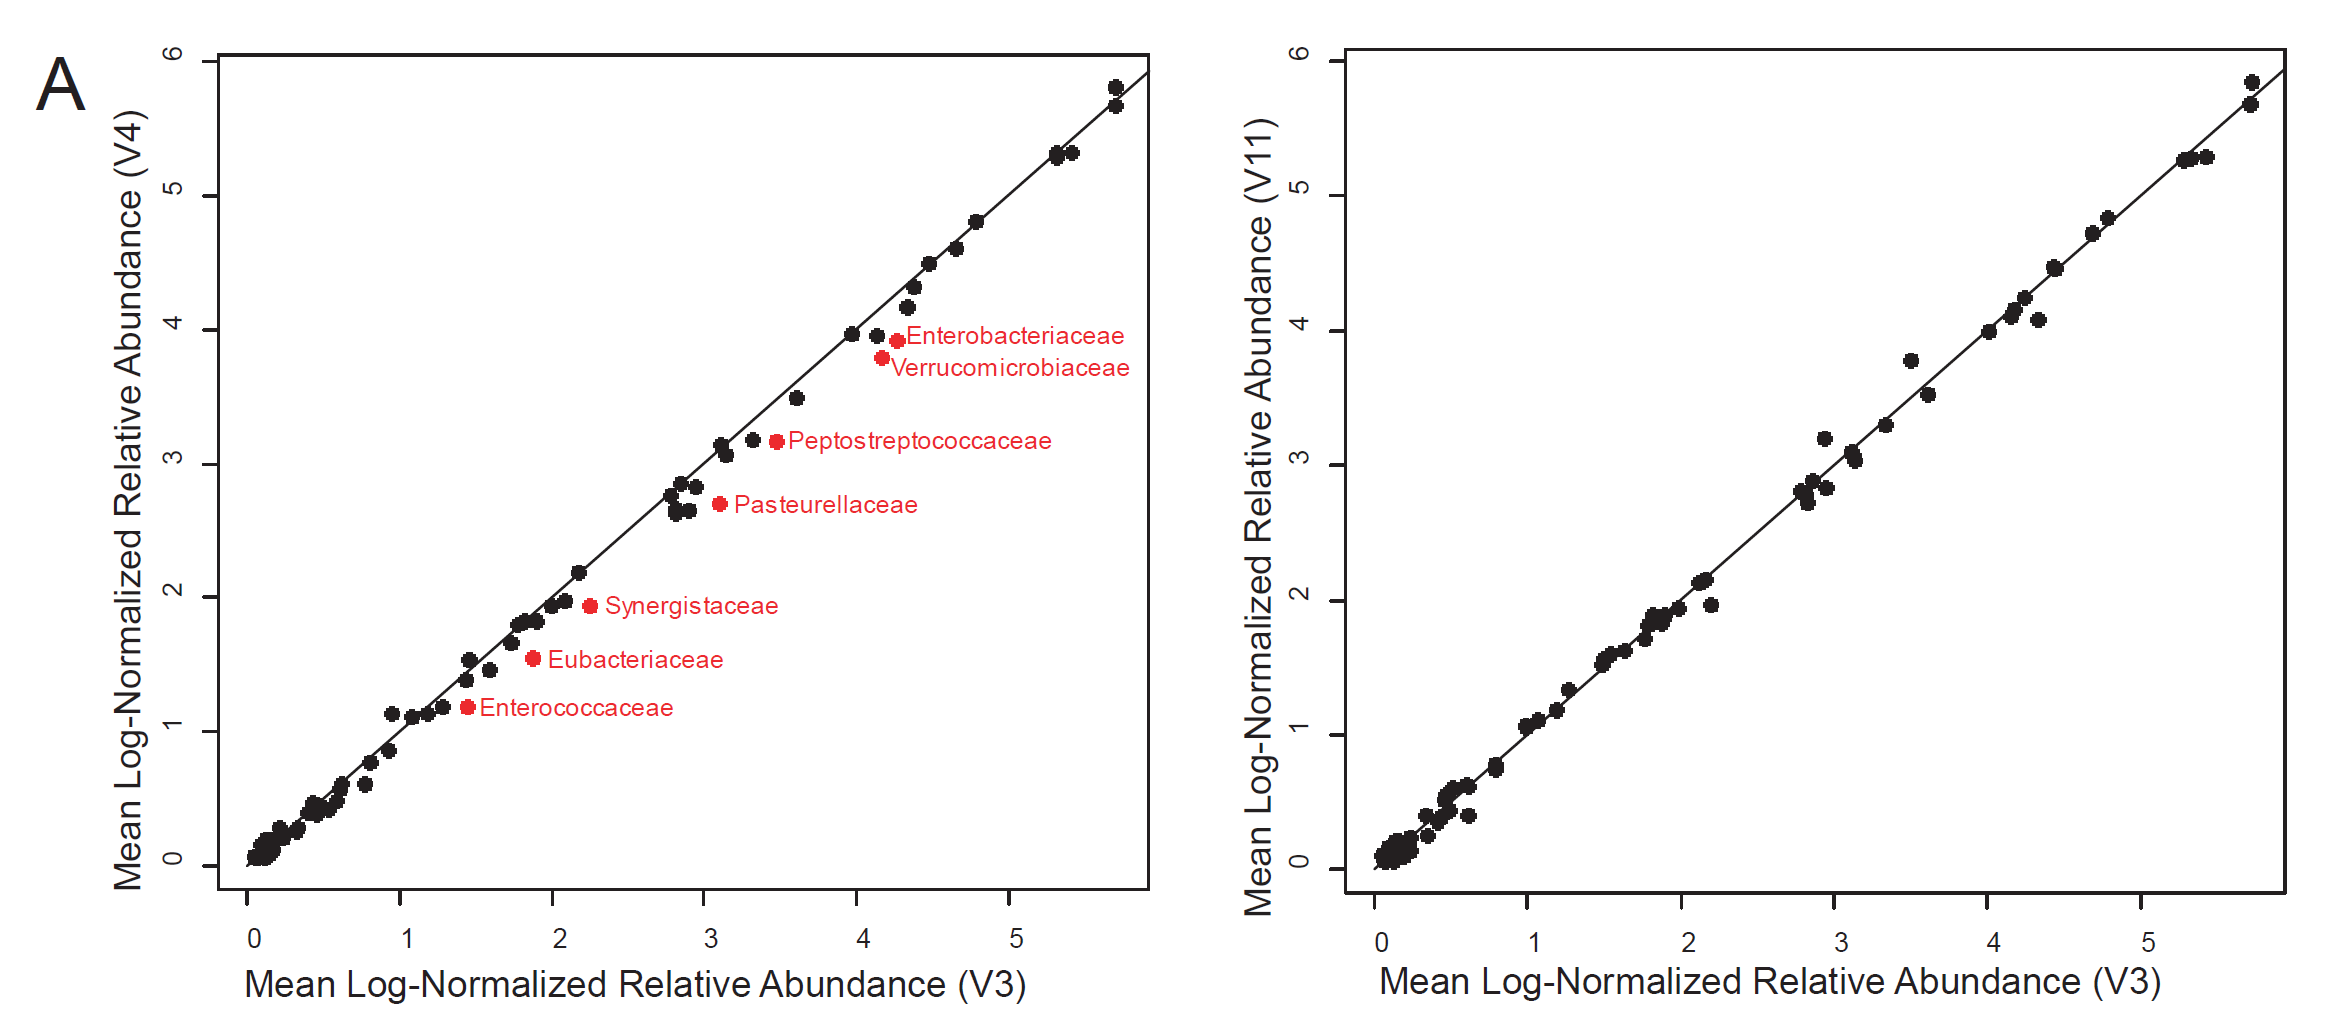 A
Mean Log-Normalized Relative Abundance (V4)
6
5
4
3
2
1
0
Enterobacteriaceae
Verrucomicrobiaceae
Peptostreptococcaceae
Pasteurellaceae
Synergistaceae
Eubacteriaceae
Enterococcaceae
0 1 2 3 4 5
Mean Log-Normalized Relative Abundance (V3)
Mean Log-Normalized Relative Abundance (V11)
6
5
4
3
2
1
0
0 1 2 3 4 5
Mean Log-Normalized Relative Abundance (V3)